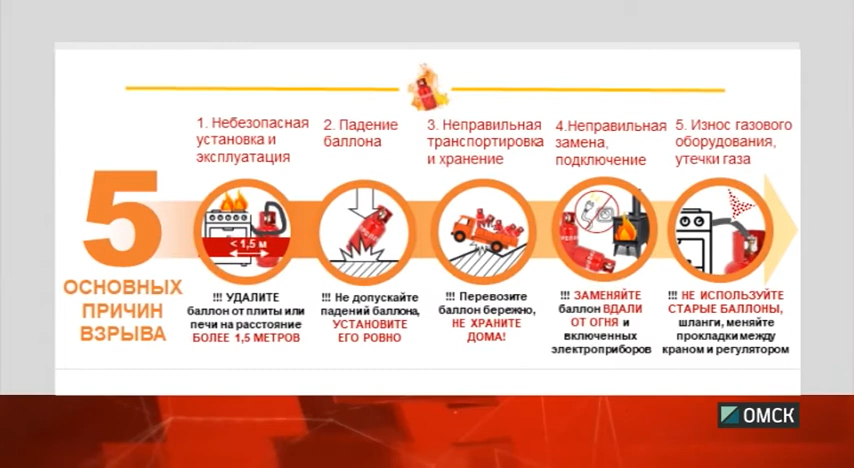 1. Небезопасная
установка и
эксплуатация
2. Падение
баллона
3. Неправильная
транспортировка
и хранение
4.Неправильная
замена,
подключение
5. Износ газового
оборудования,
утечки газа
5
ОСНОВНЫХ
ПРИЧИН
ВЗРЫВА
< 1,5 м
!!! УДАЛИТЕ
баллон от плиты или
печи на расстояние
БОЛЕЕ 1,5 МЕТРОВ
!!! Не допускайте
падений баллона,
УСТАНОВИТЕ
ЕГО РОВНО
!!! Перевозите
баллон бережно,
НЕ ХРАНИТЕ
ДОМА!
!!! ЗАМЕНЯЙТЕ
баллон ВДАЛИ
ОТ ОГНЯ и
включенных
электроприборов
!!! НЕ ИСПОЛЬЗУЙТЕ
СТАРЫЕ БАЛЛОНЫ,
шланги, меняйте
прокладки между
краном и регулятором
ОМСК